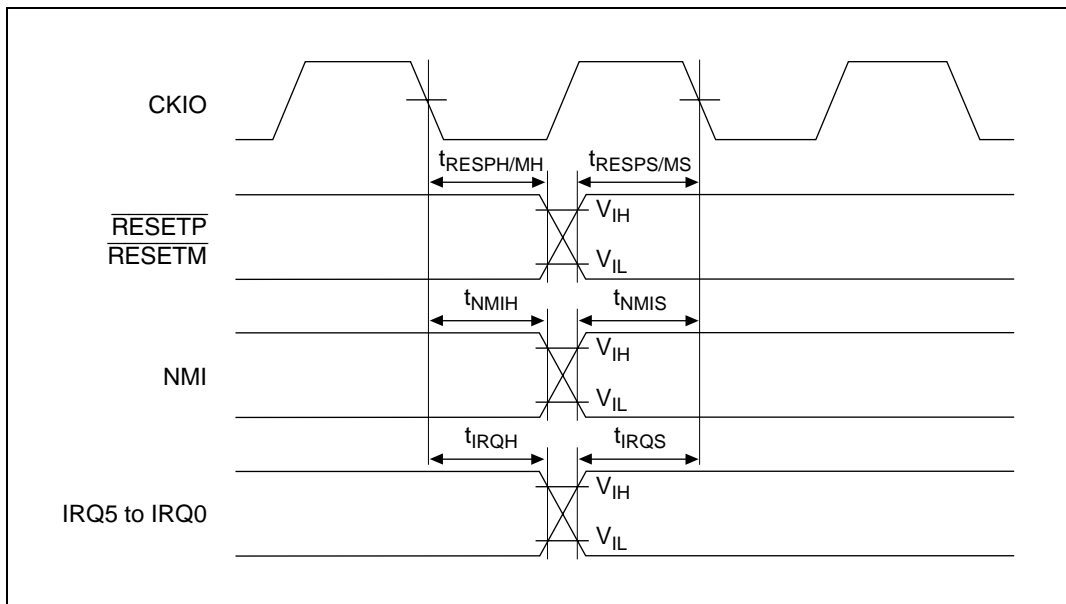 CKIO
tRESPH/MH tRESPS/MS
RESETP
RESETM
VIH
VIL
tNMIH tNMIS
NMI
VIH
VIL
tIRQH tIRQS
IRQ5 to IRQ0
VIH
VIL